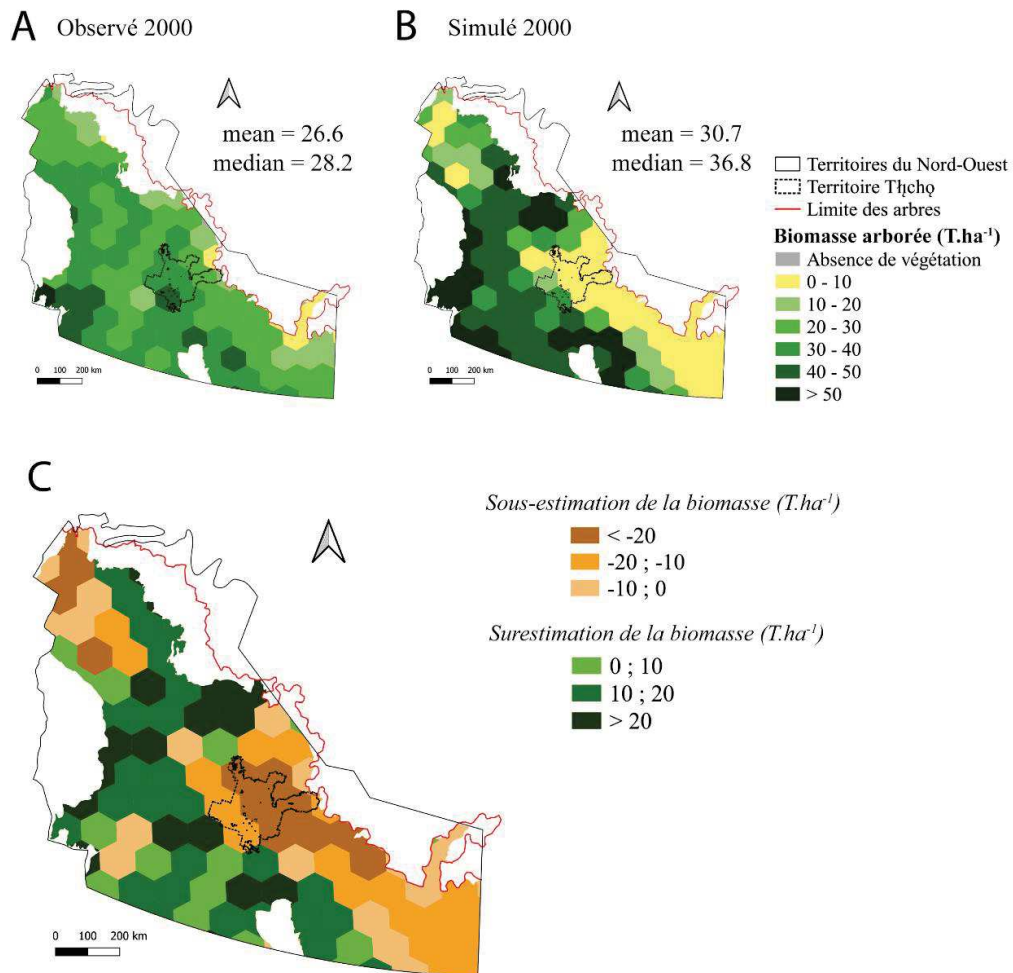 A Observé 2000
B Simulé 2000
mean = 26.6
median = 28.2
mean = 30.7
median = 36.8
0 100 200 km
0 100 200 km
Territoires du Nord-Ouest
Territoire Tłı̨chǫ
Limite des arbres
Biomasse arborée (T.ha⁻¹)
Absence de végétation
0 - 10
10 - 20
20 - 30
30 - 40
40 - 50
> 50
C
Sous-estimation de la biomasse (T.ha⁻¹)
< -20
-20 ; -10
-10 ; 0
Surestimation de la biomasse (T.ha⁻¹)
0 ; 10
10 ; 20
> 20
0 100 200 km